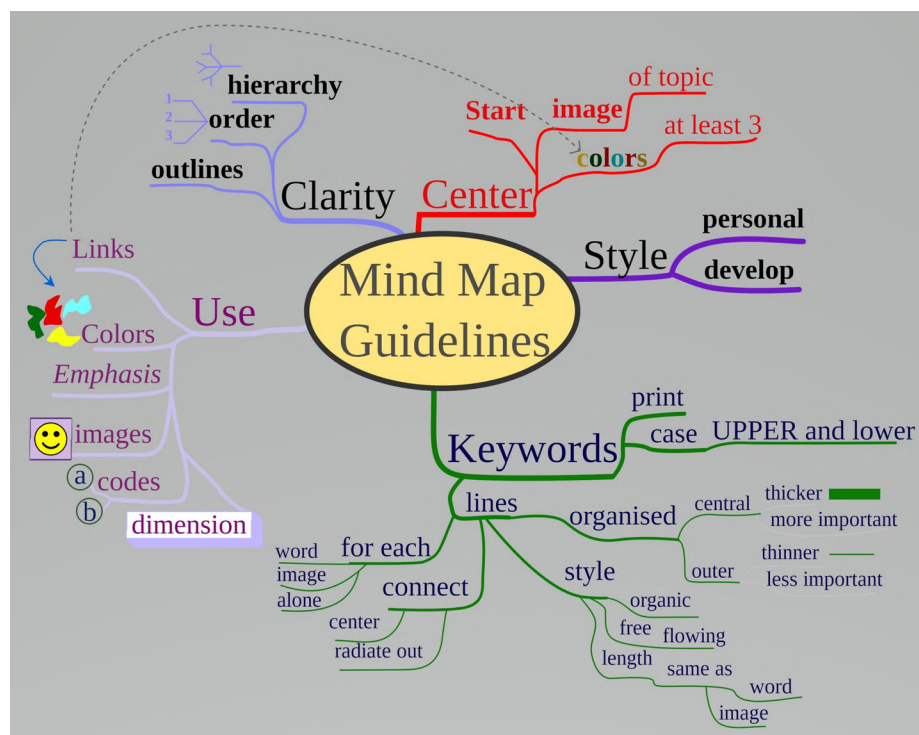 Mind Map
Guidelines
Center
Start
image
of topic
colors
at least 3
Style
personal
develop
Keywords
print
case
UPPER and lower
lines
organised
central
thicker
more important
outer
thinner
less important
style
organic
free
flowing
length
same as
word
image
connect
center
radiate out
for each
word
image
alone
Use
Links
Colors
Emphasis
images
codes
a
b
dimension
Clarity
hierarchy
order
1
2
3
outlines